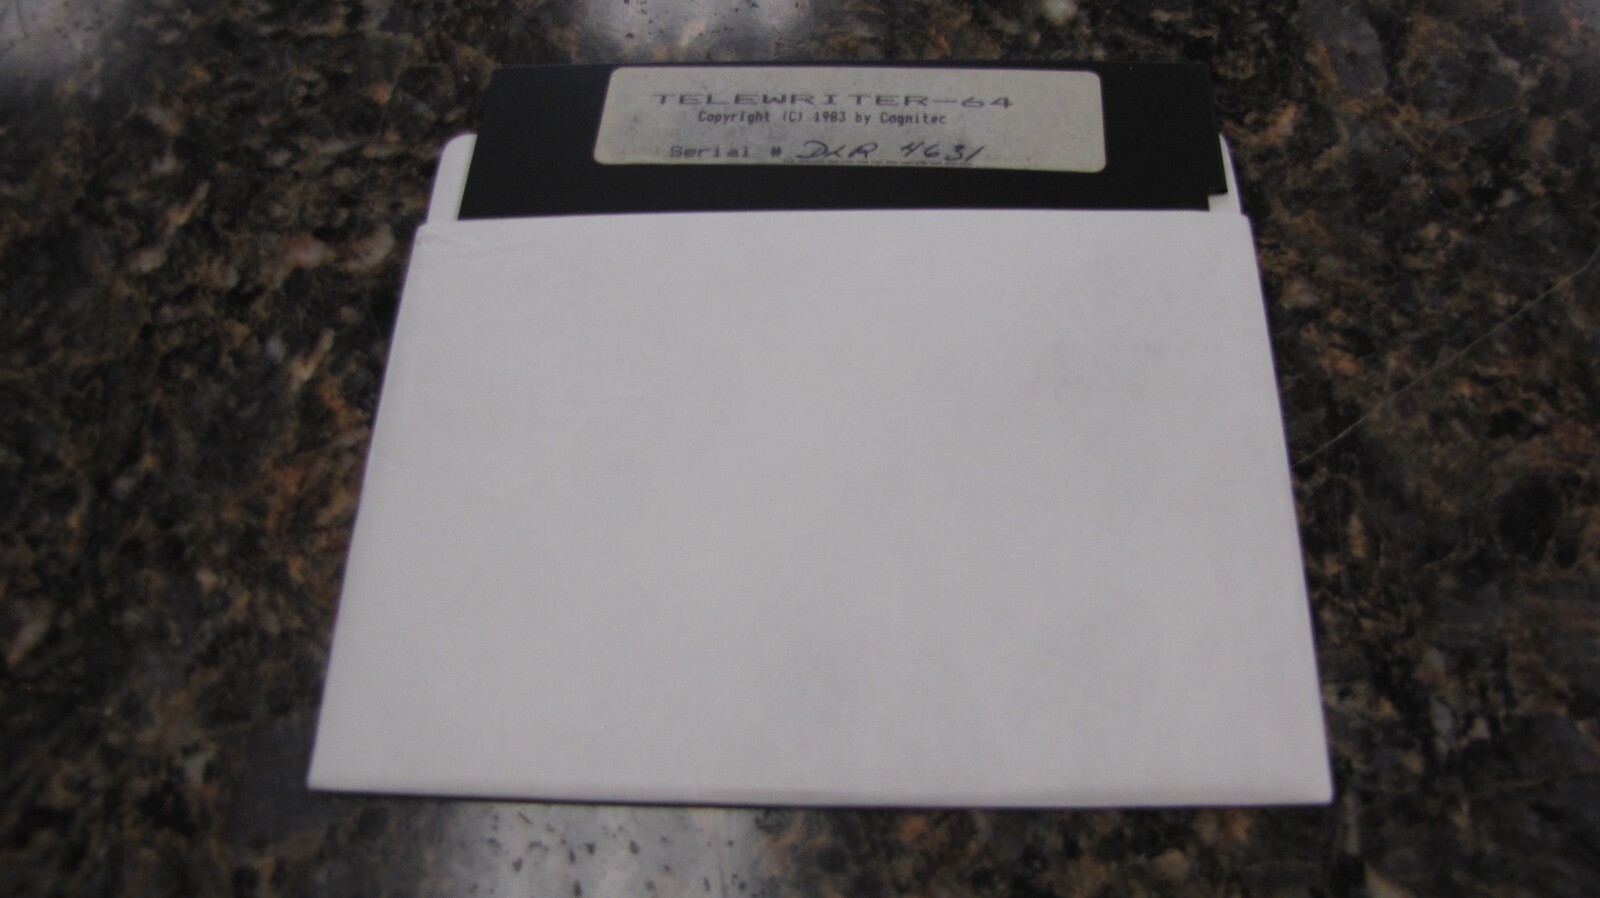 TELEWRITER-64
Copyright (C) 1983 by Cognitec
Serial # DLR 4631